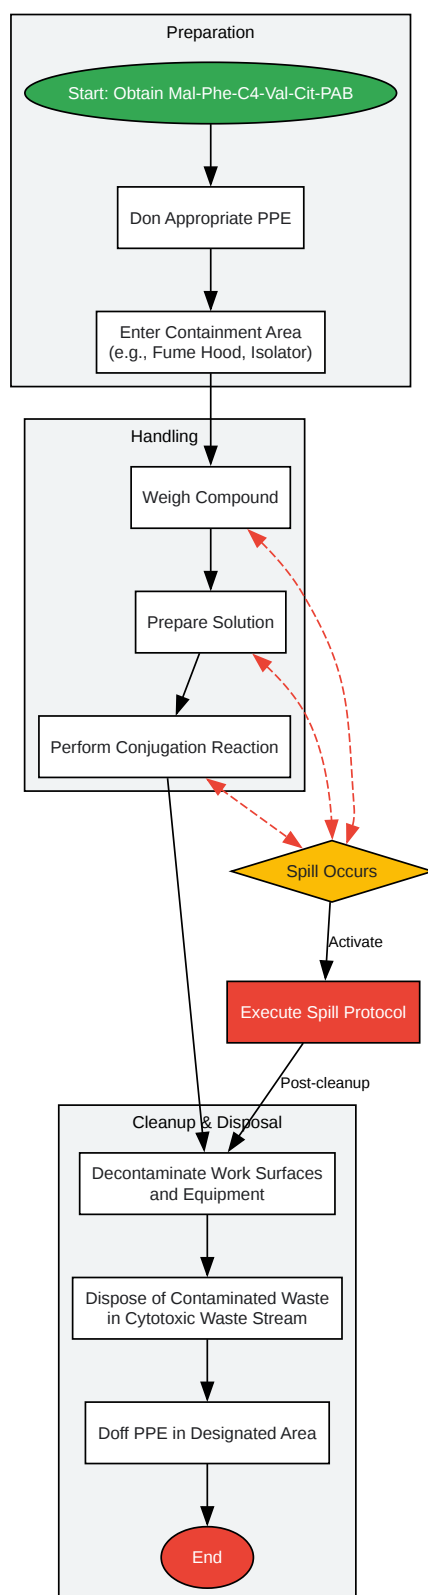 Preparation
Start: Obtain Mal-Phe-C4-Val-Cit-PAB
Don Appropriate PPE
Enter Containment Area
(e.g., Fume Hood, Isolator)
Handling
Weigh Compound
Prepare Solution
Perform Conjugation Reaction
Spill Occurs
Activate
Execute Spill Protocol
Post-cleanup
Cleanup & Disposal
Decontaminate Work Surfaces
and Equipment
Dispose of Contaminated Waste
in Cytotoxic Waste Stream
Doff PPE in Designated Area
End